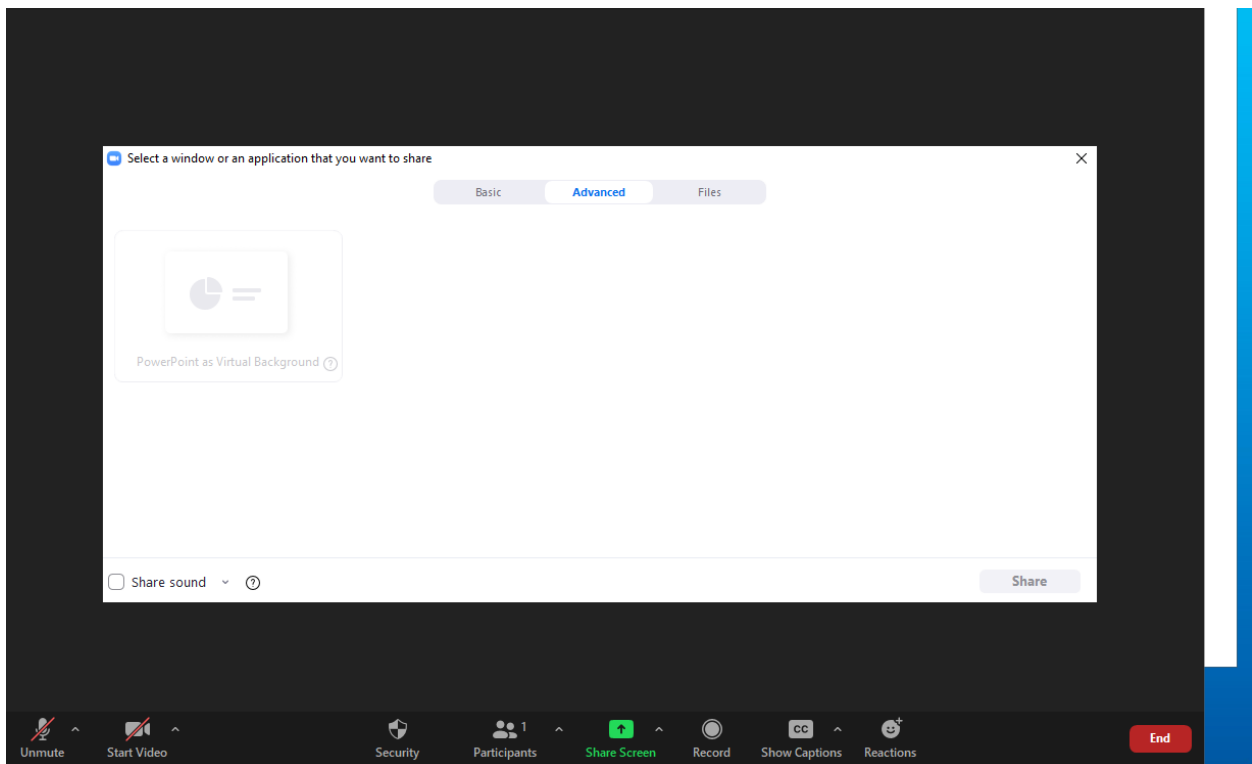 Select a window or an application that you want to share
Basic Advanced Files
PowerPoint as Virtual Background ?
Share sound ?
Share
1
CC
Unmute Start Video Security Participants Share Screen Record Show Captions Reactions End